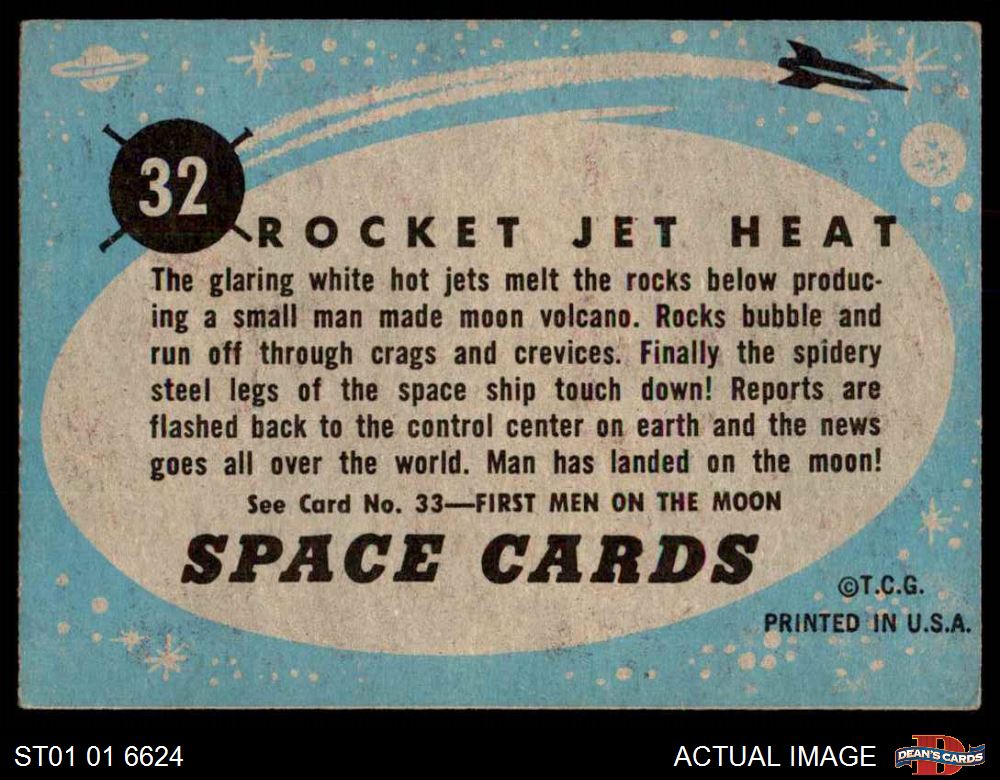 32
ROCKET JET HEAT
The glaring white hot jets melt the rocks below produc-
ing a small man made moon volcano. Rocks bubble and
run off through crags and crevices. Finally the spidery
steel legs of the space ship touch down! Reports are
flashed back to the control center on earth and the news
goes all over the world. Man has landed on the moon!
See Card No. 33—FIRST MEN ON THE MOON
SPACE CARDS
©T.C.G.
PRINTED IN U.S.A.
ST01 01 6624
ACTUAL IMAGE
DEAN'S CARDS